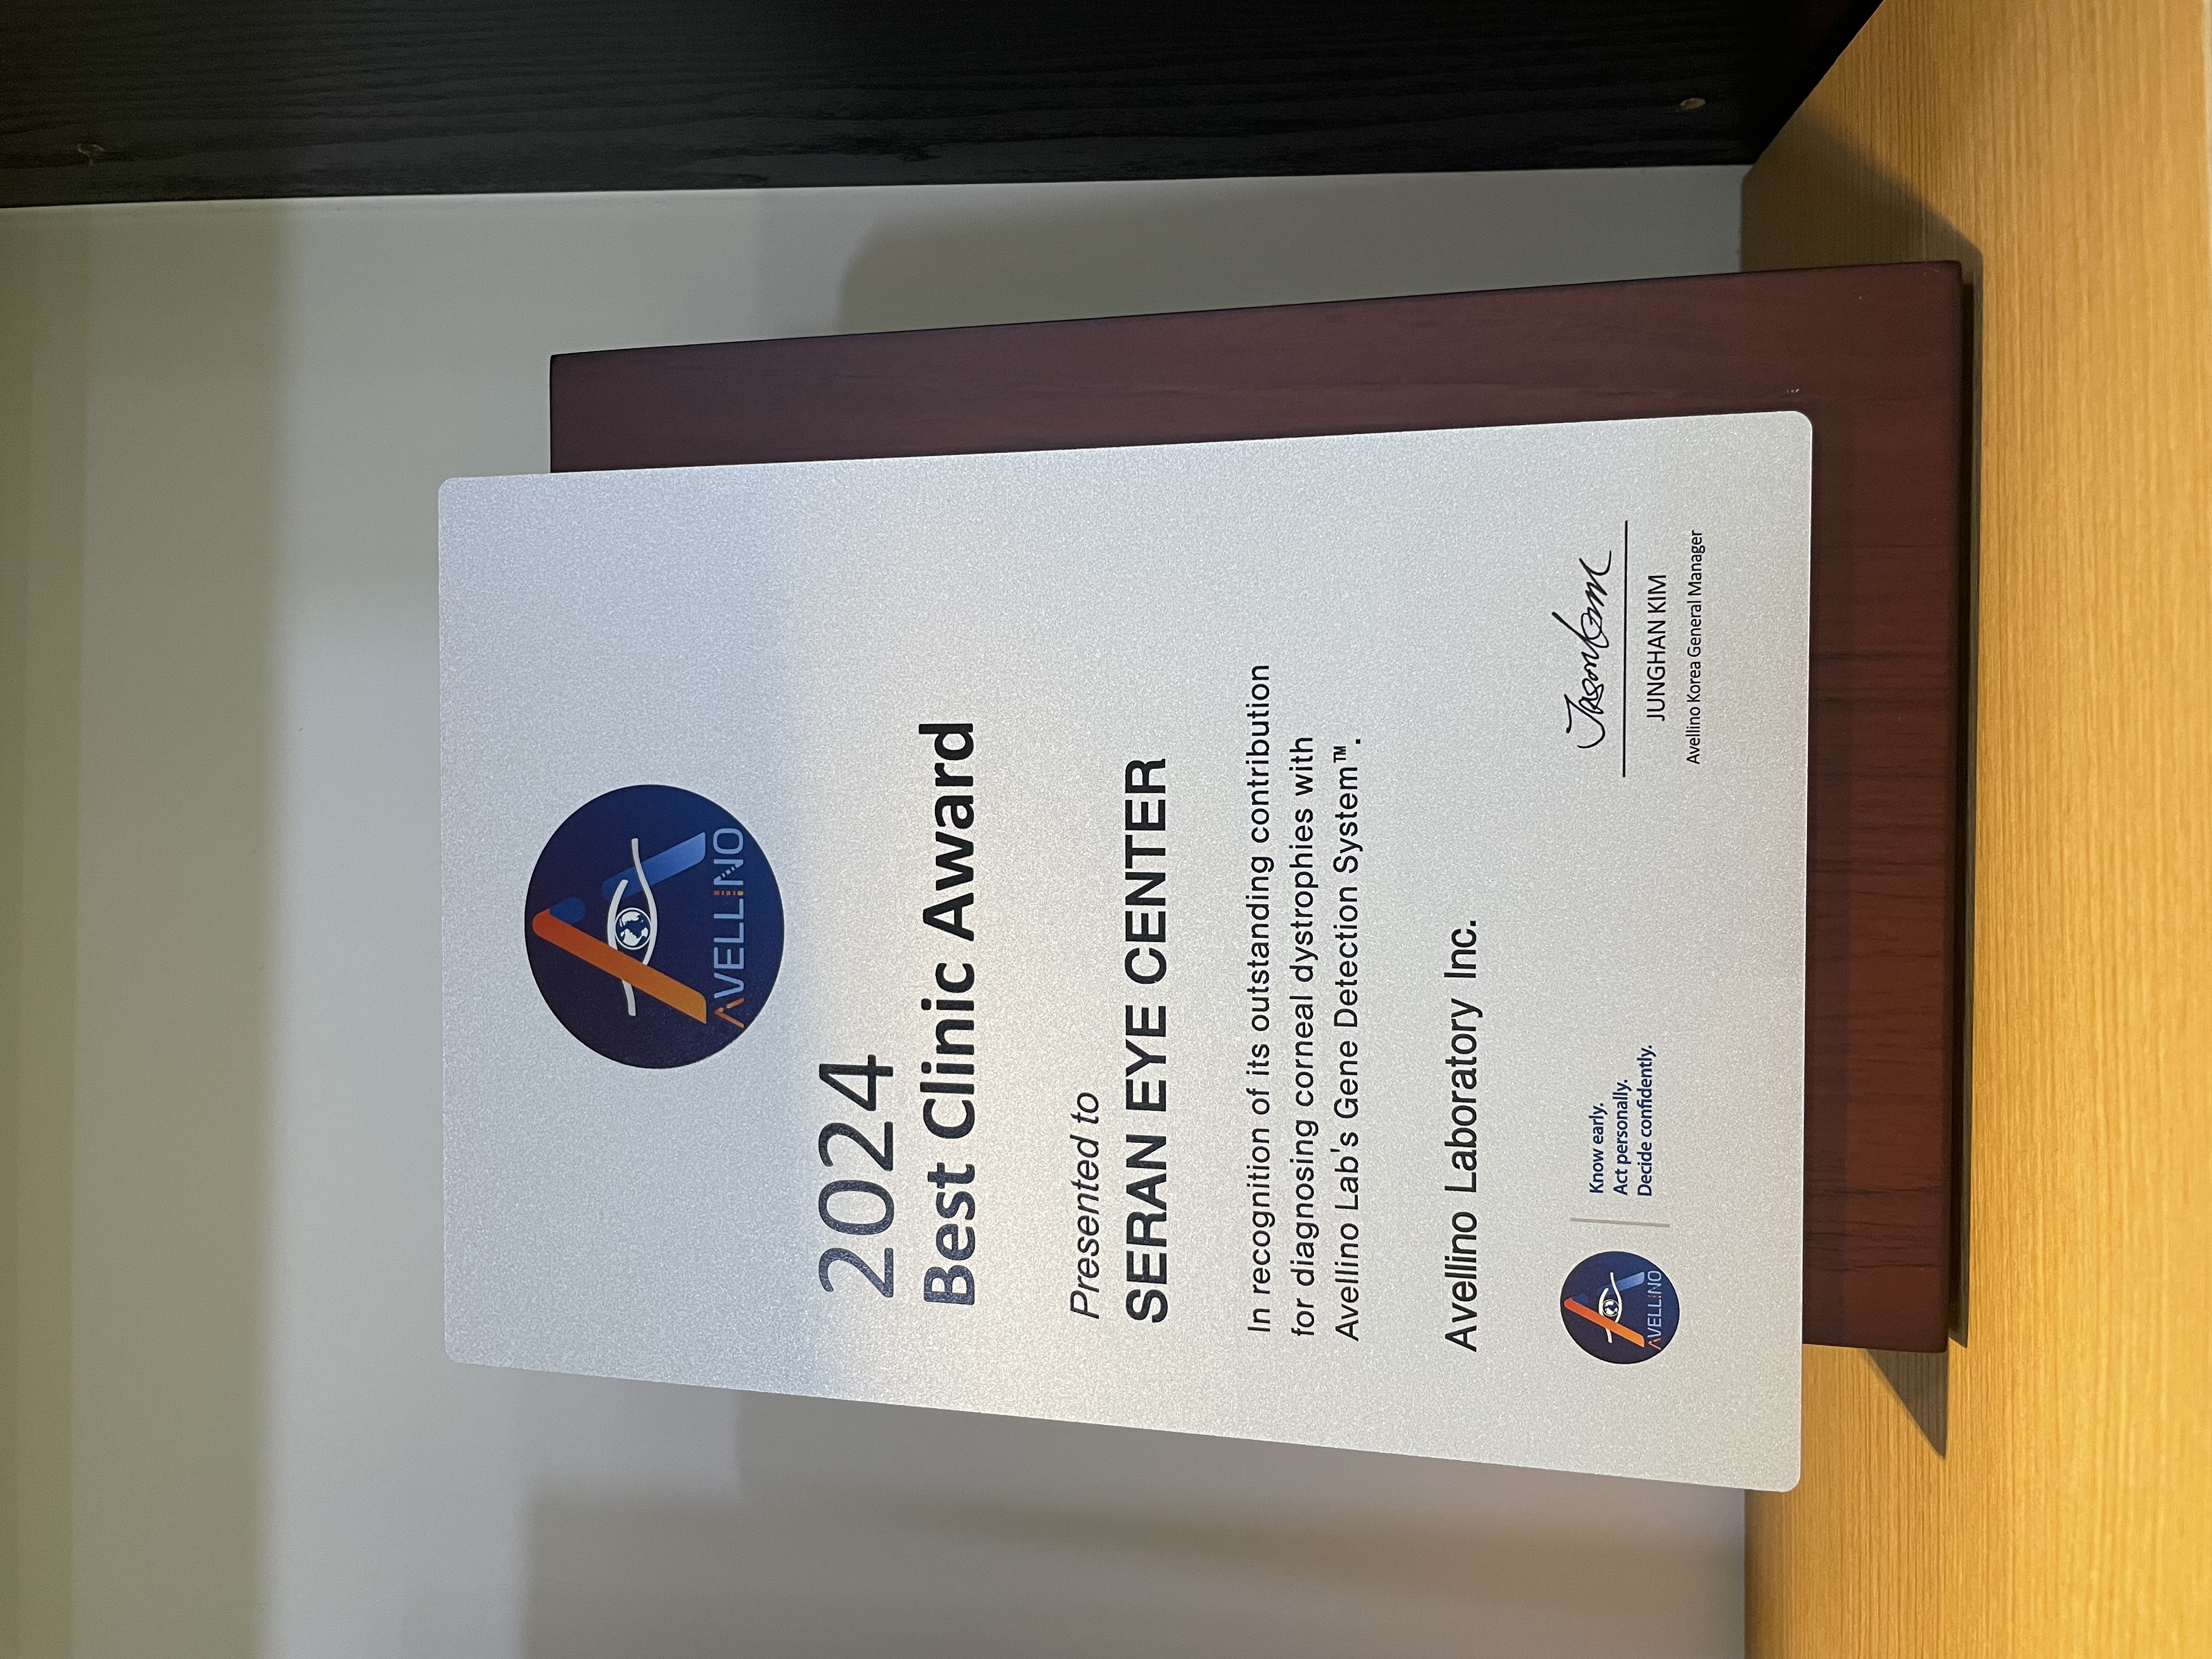 AVELLINO
2024
Best Clinic Award
Presented to
SERAN EYE CENTER
In recognition of its outstanding contribution
for diagnosing corneal dystrophies with
Avellino Lab's Gene Detection System™.
Avellino Laboratory Inc.
AVELLINO
Know early.
Act personally.
Decide confidently.
Jason Kim
JUNGHAN KIM
Avellino Korea General Manager